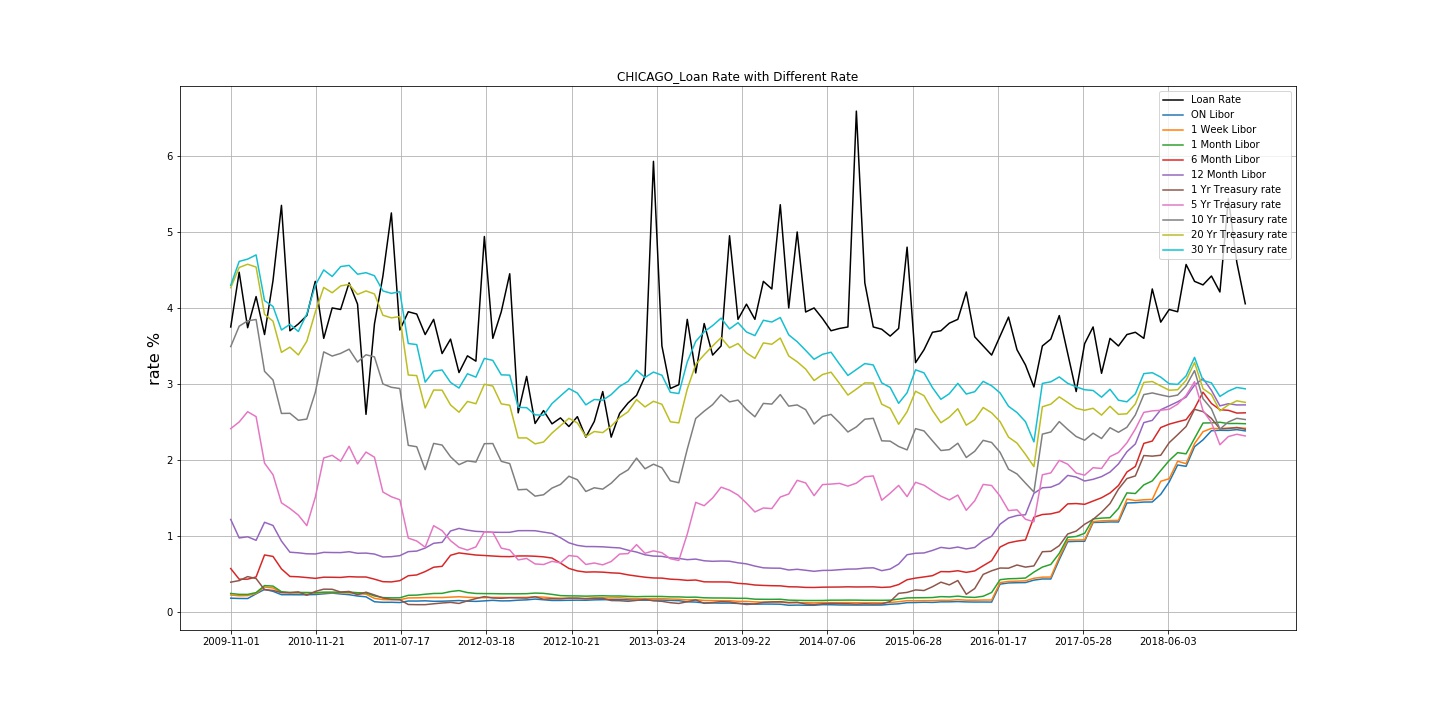 CHICAGO_Loan Rate with Different Rate
Loan Rate
ON Libor
1 Week Libor
1 Month Libor
6 Month Libor
12 Month Libor
1 Yr Treasury rate
5 Yr Treasury rate
10 Yr Treasury rate
20 Yr Treasury rate
30 Yr Treasury rate
rate %
6
5
4
3
2
1
0
2009-11-01 2010-11-21 2011-07-17 2012-03-18 2012-10-21 2013-03-24 2013-09-22 2014-07-06 2015-06-28 2016-01-17 2017-05-28 2018-06-03